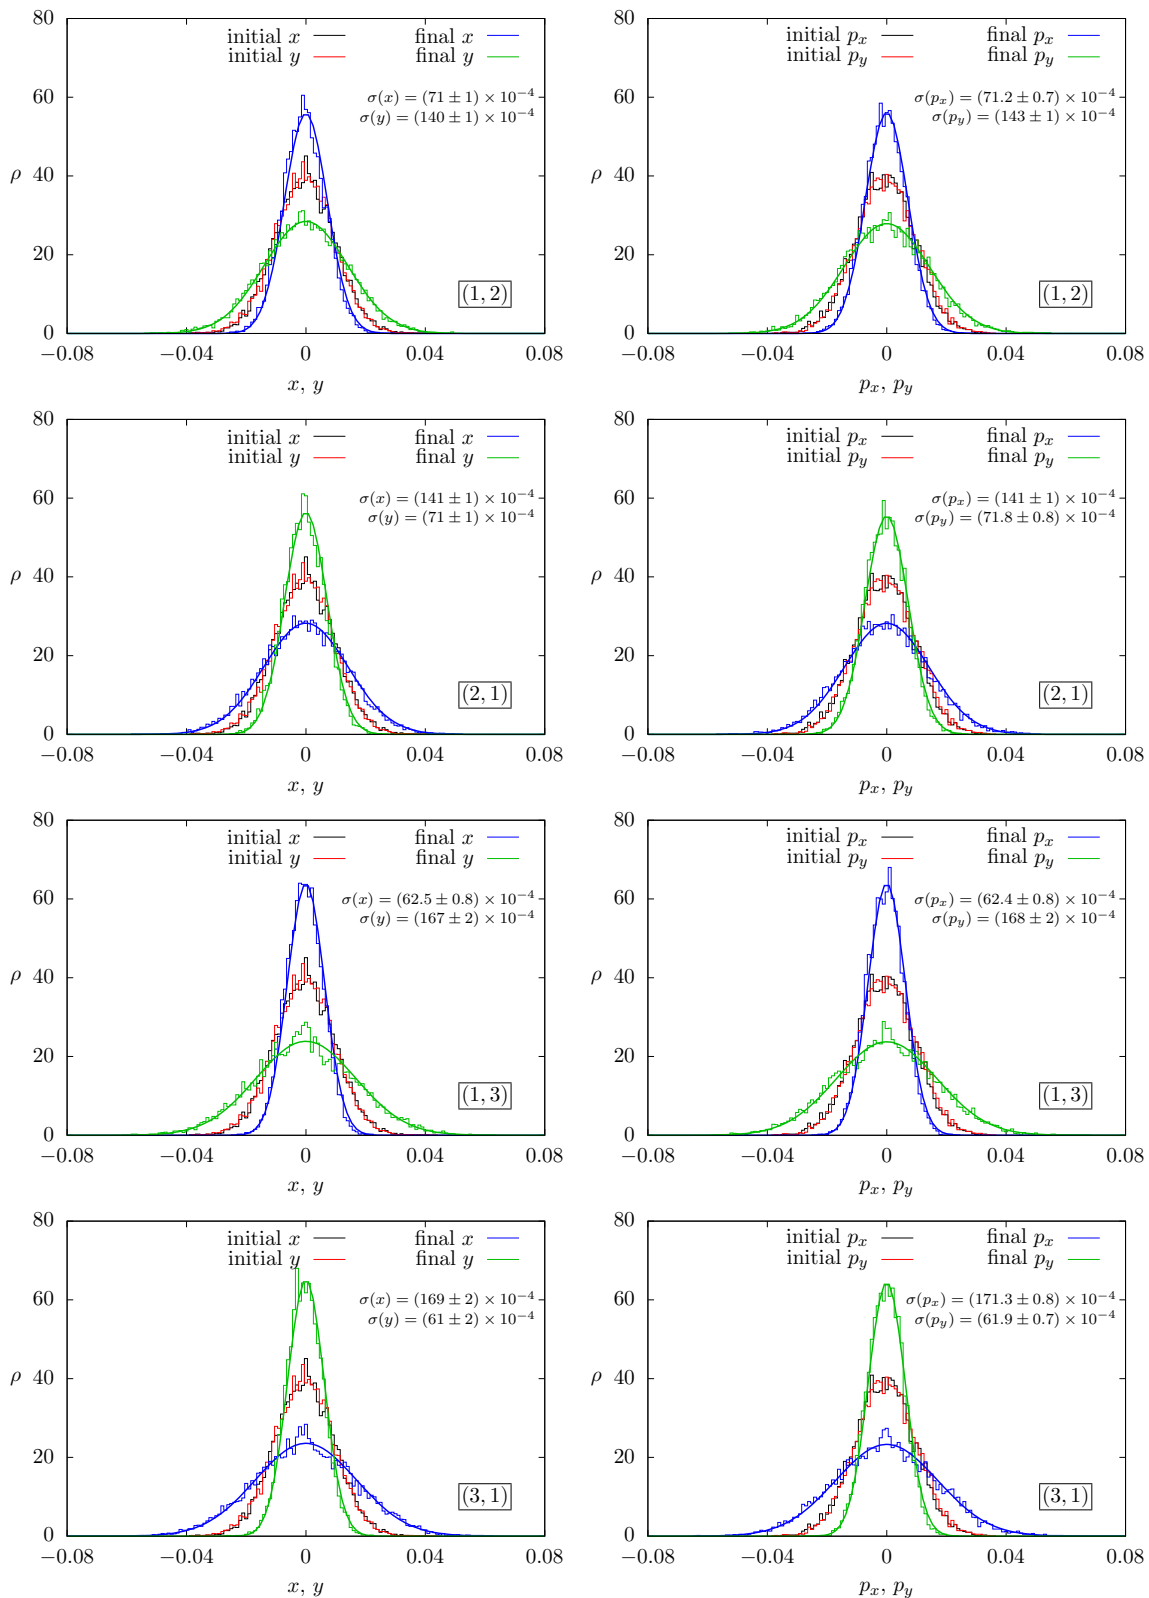 80
60
40
20
0
ρ
initial x final x
initial y final y
σ(x) = (71 ± 1) × 10⁻⁴
σ(y) = (140 ± 1) × 10⁻⁴
(1, 2)
−0.08 −0.04 0 0.04 0.08
x, y
80
60
40
20
0
ρ
initial pₓ final pₓ
initial p_y final p_y
σ(pₓ) = (71.2 ± 0.7) × 10⁻⁴
σ(p_y) = (143 ± 1) × 10⁻⁴
(1, 2)
−0.08 −0.04 0 0.04 0.08
pₓ, p_y
80
60
40
20
0
ρ
initial x final x
initial y final y
σ(x) = (141 ± 1) × 10⁻⁴
σ(y) = (71 ± 1) × 10⁻⁴
(2, 1)
−0.08 −0.04 0 0.04 0.08
x, y
80
60
40
20
0
ρ
initial pₓ final pₓ
initial p_y final p_y
σ(pₓ) = (141 ± 1) × 10⁻⁴
σ(p_y) = (71.8 ± 0.8) × 10⁻⁴
(2, 1)
−0.08 −0.04 0 0.04 0.08
pₓ, p_y
80
60
40
20
0
ρ
initial x final x
initial y final y
σ(x) = (62.5 ± 0.8) × 10⁻⁴
σ(y) = (167 ± 2) × 10⁻⁴
(1, 3)
−0.08 −0.04 0 0.04 0.08
x, y
80
60
40
20
0
ρ
initial pₓ final pₓ
initial p_y final p_y
σ(pₓ) = (62.4 ± 0.8) × 10⁻⁴
σ(p_y) = (168 ± 2) × 10⁻⁴
(1, 3)
−0.08 −0.04 0 0.04 0.08
pₓ, p_y
80
60
40
20
0
ρ
initial x final x
initial y final y
σ(x) = (169 ± 2) × 10⁻⁴
σ(y) = (61 ± 2) × 10⁻⁴
(3, 1)
−0.08 −0.04 0 0.04 0.08
x, y
80
60
40
20
0
ρ
initial pₓ final pₓ
initial p_y final p_y
σ(pₓ) = (171.3 ± 0.8) × 10⁻⁴
σ(p_y) = (61.9 ± 0.7) × 10⁻⁴
(3, 1)
−0.08 −0.04 0 0.04 0.08
pₓ, p_y